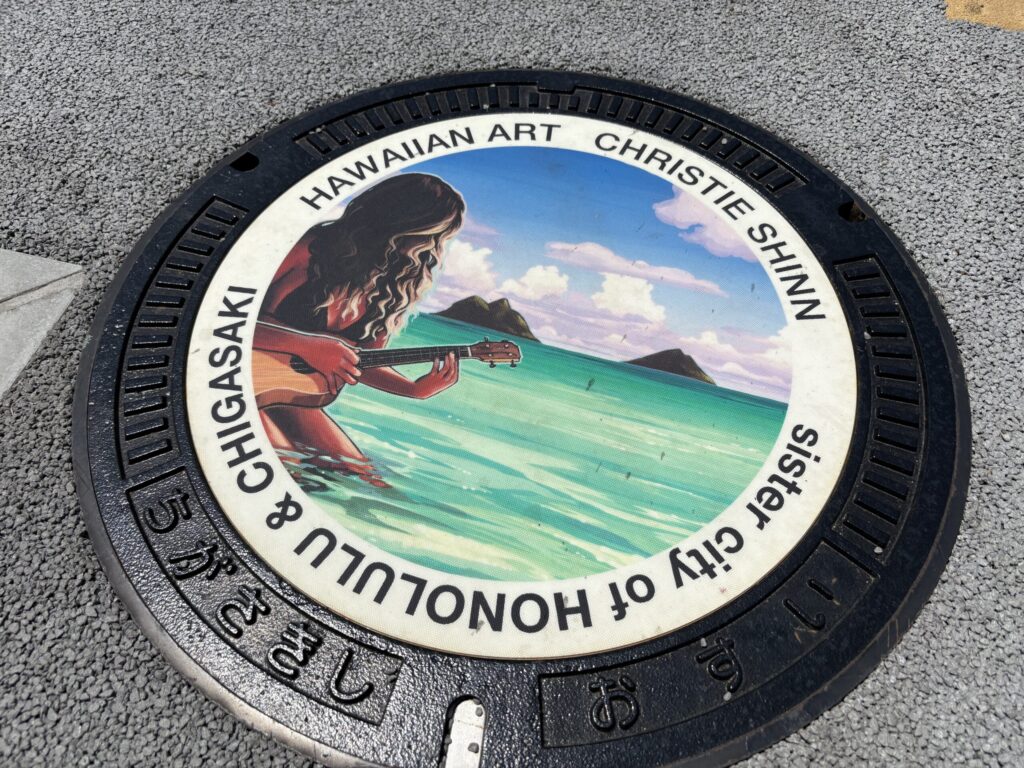 HAWAIIAN ART CHRISTIE SHINN
sister city of HONOLULU & CHIGASAKI
ちがさきし
おすい